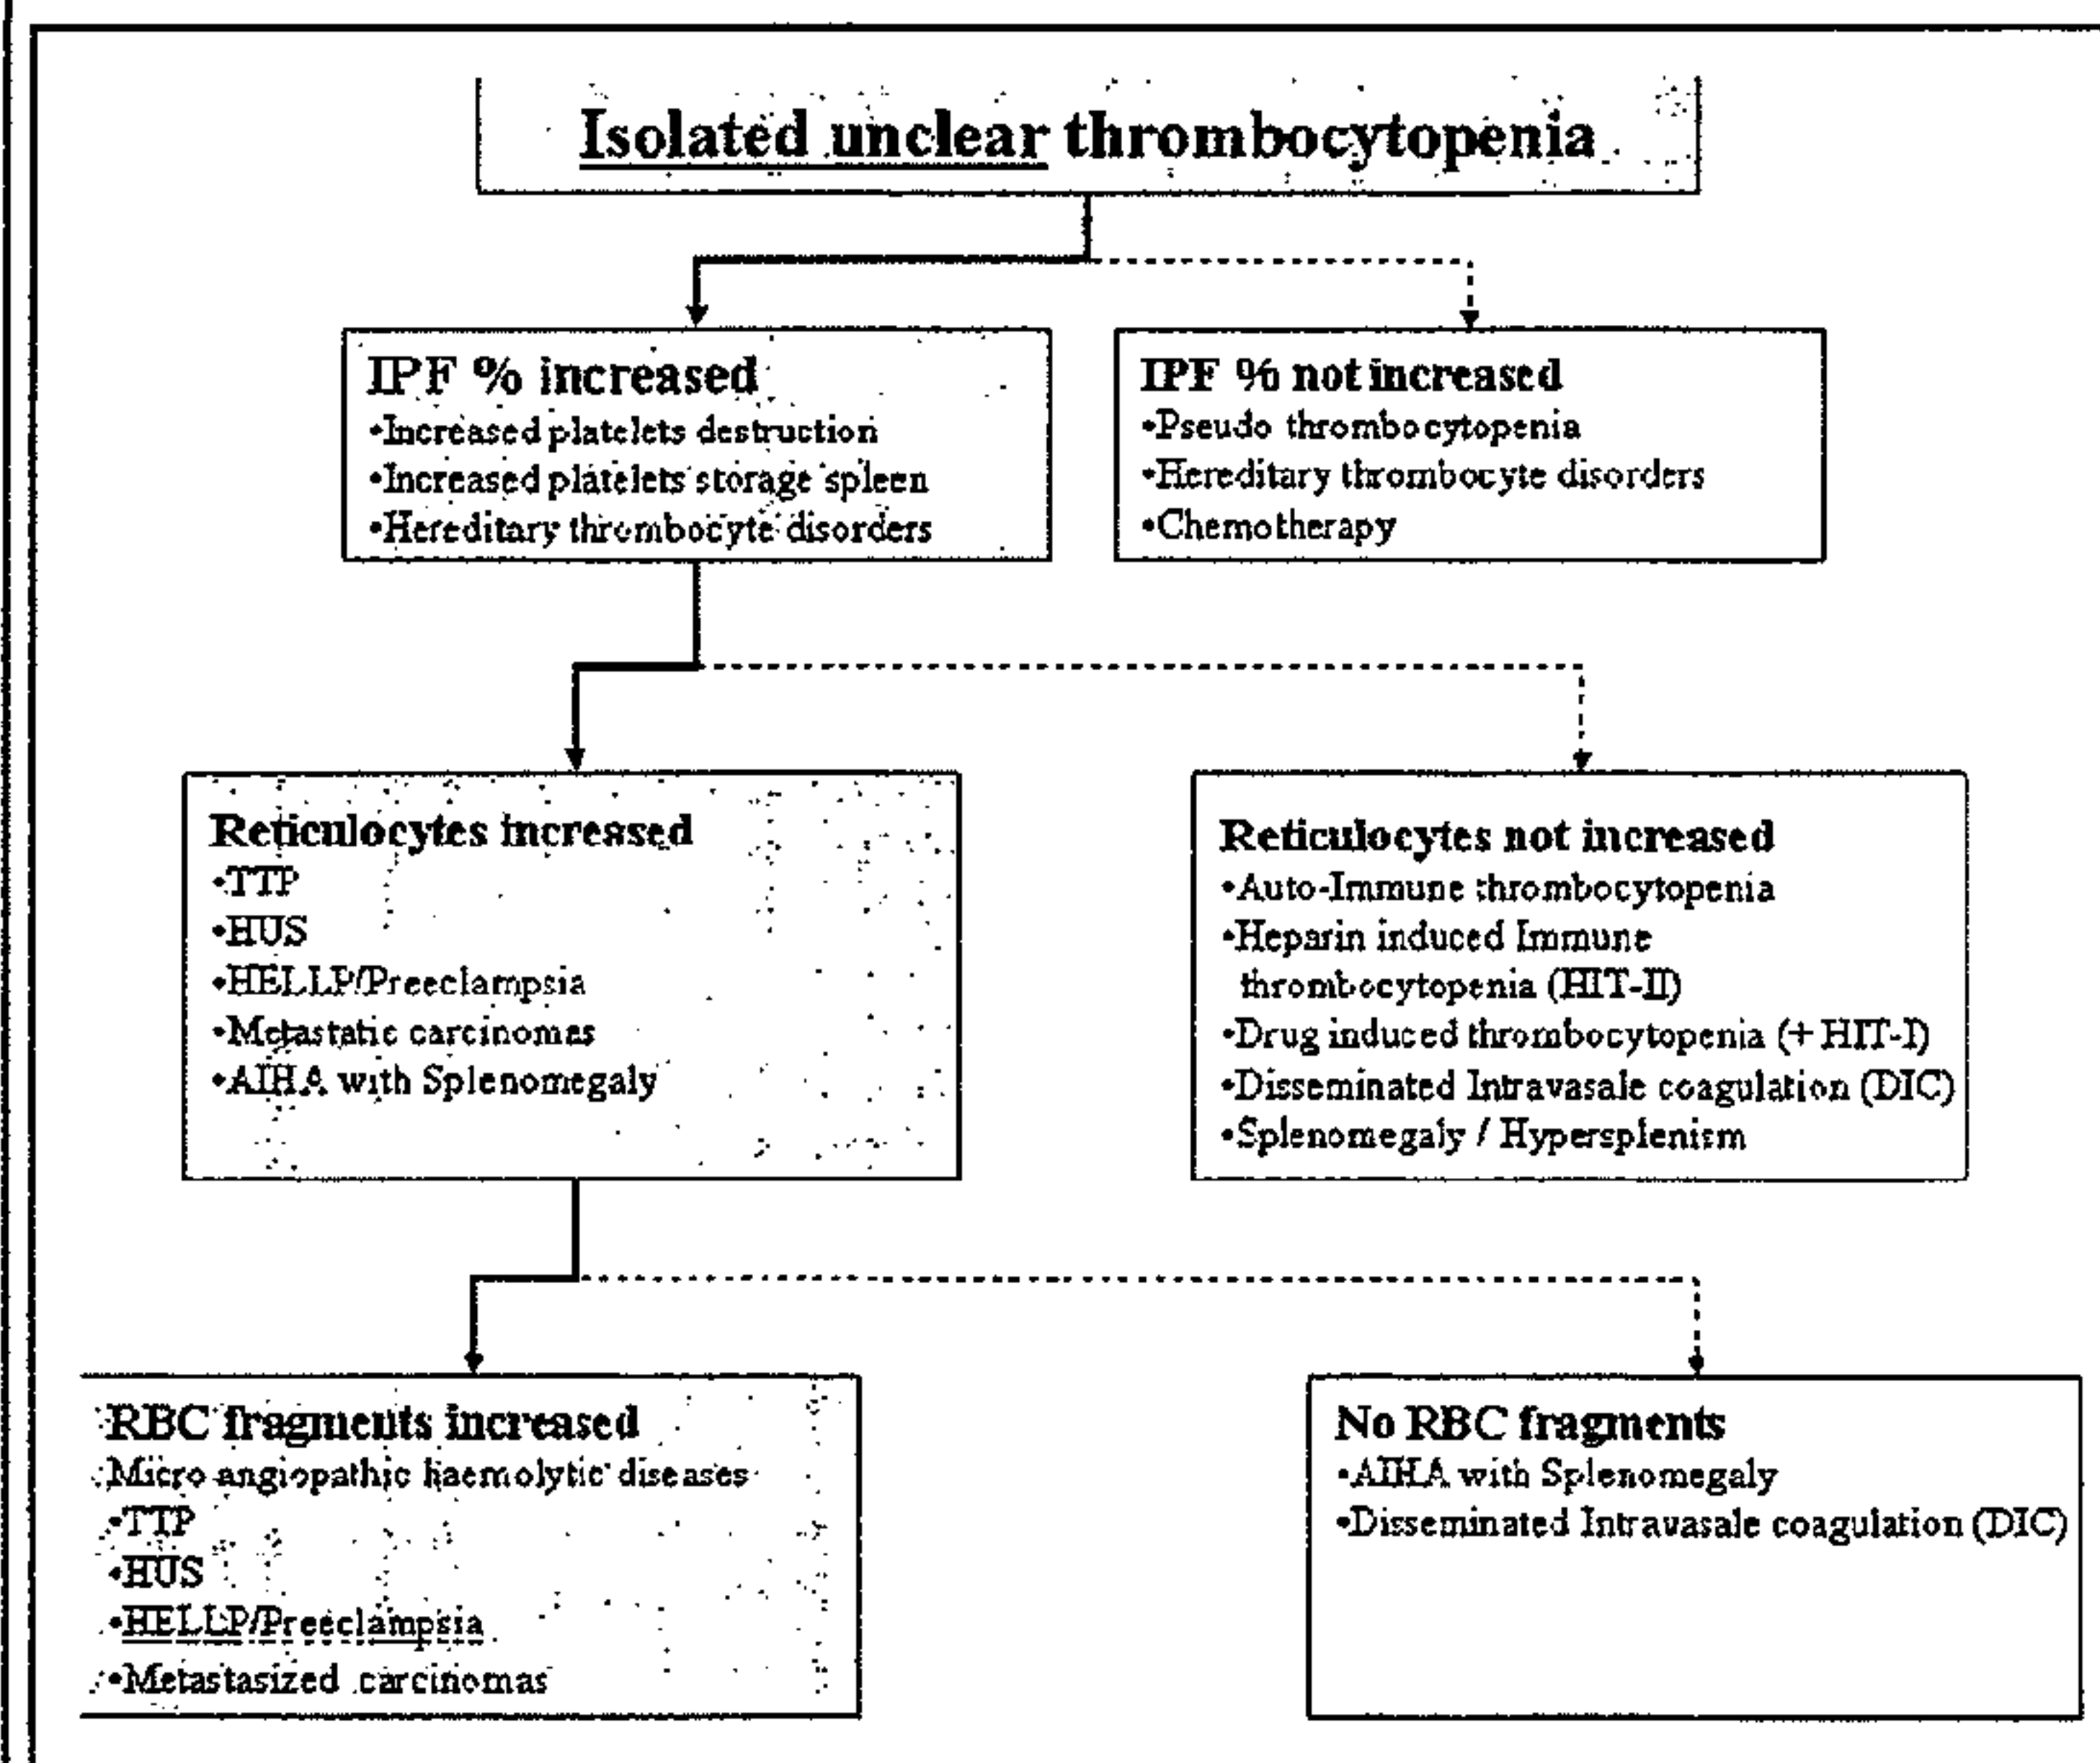 Isolated unclear thrombocytopenia
IPF % increased
•Increased platelets destruction
•Increased platelets storage spleen
•Hereditary thrombocyte disorders
IPF % not increased
•Pseudo thrombocytopenia
•Hereditary thrombocyte disorders
•Chemotherapy
Reticulocytes increased
•TTP
•HUS
•HELLP/Preeclampsia
•Metastatic carcinomas
•AIHA with Splenomegaly
Reticulocytes not increased
•Auto-Immune thrombocytopenia
•Heparin induced Immune
thrombocytopenia (HIT-II)
•Drug induced thrombocytopenia (+ HIT-I)
•Disseminated Intravasale coagulation (DIC)
•Splenomegaly / Hypersplenism
RBC fragments increased
Micro angiopathic haemolytic diseases
•TTP
•HUS
•HELLP/Preeclampsia
•Metastasized carcinomas
No RBC fragments
•AIHA with Splenomegaly
•Disseminated Intravasale coagulation (DIC)